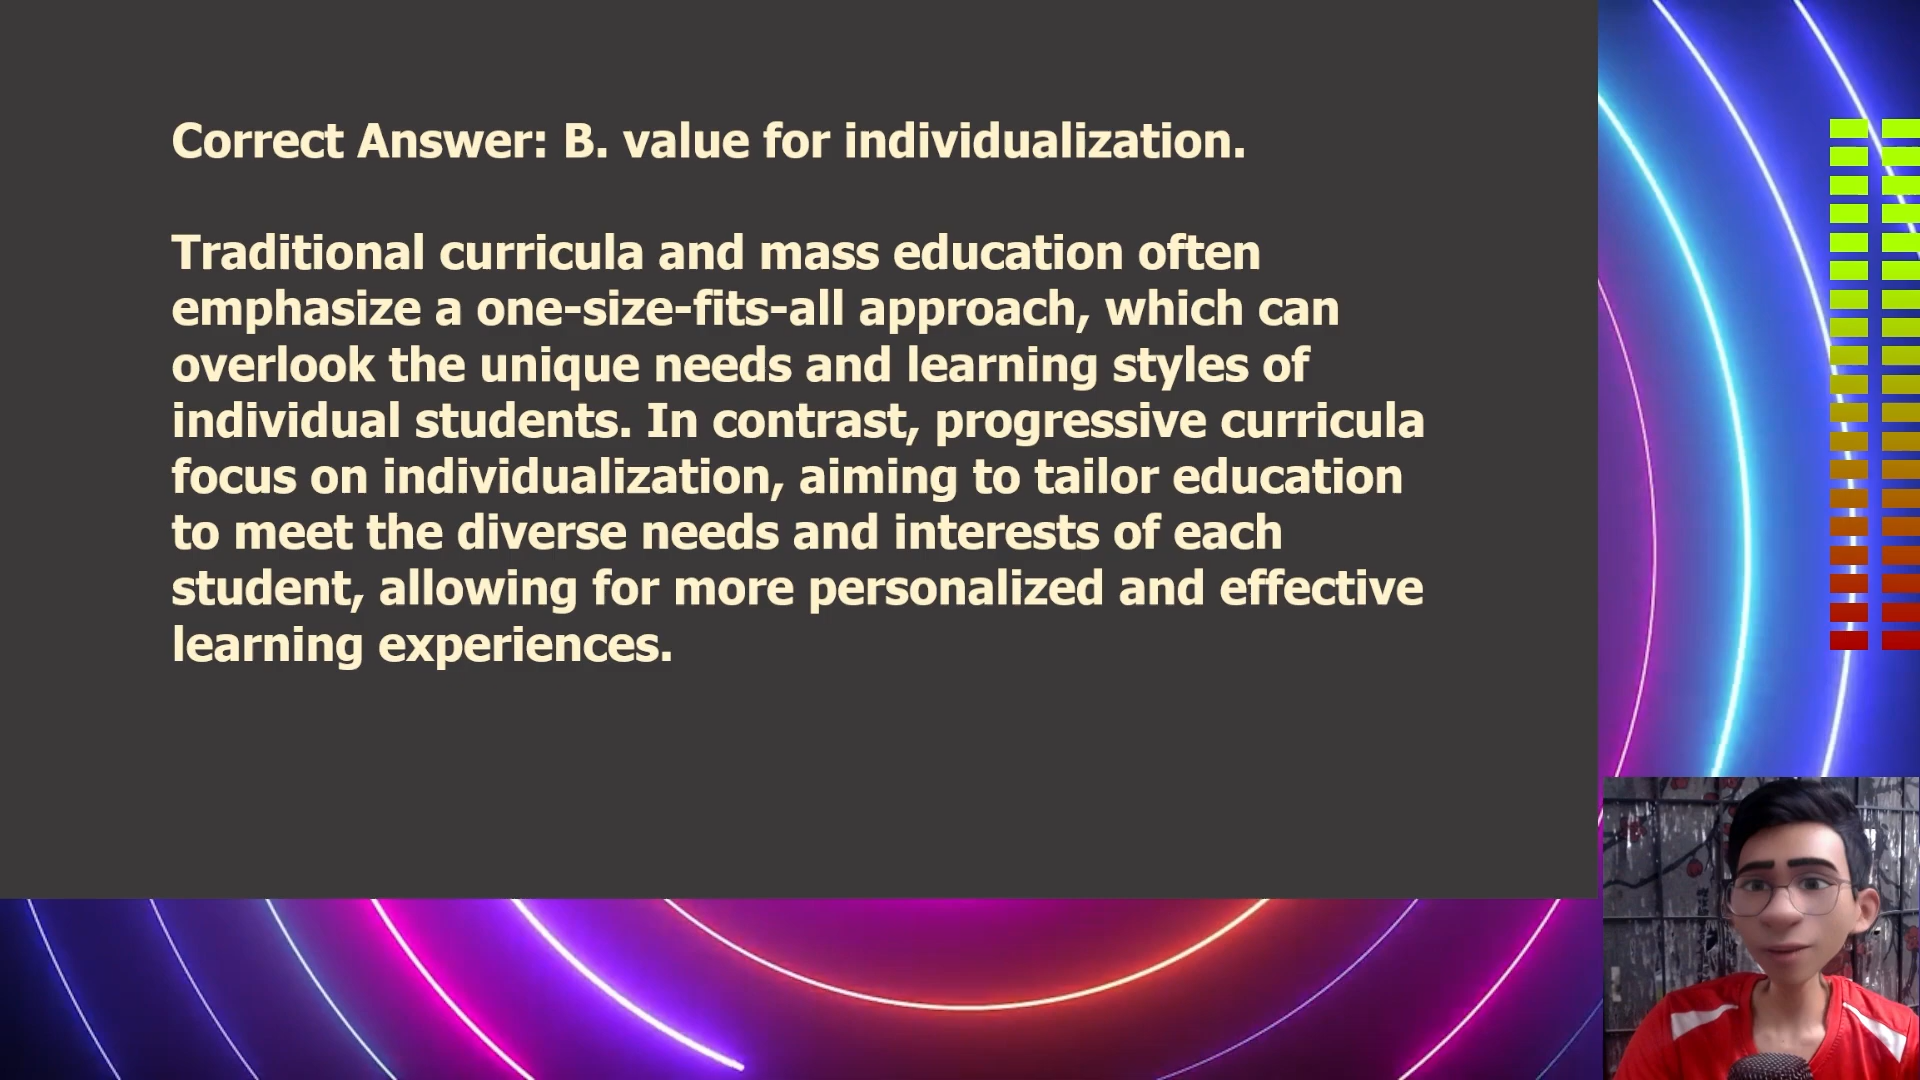 Correct Answer: B. value for individualization.
Traditional curricula and mass education often
emphasize a one-size-fits-all approach, which can
overlook the unique needs and learning styles of
individual students. In contrast, progressive curricula
focus on individualization, aiming to tailor education
to meet the diverse needs and interests of each
student, allowing for more personalized and effective
learning experiences.